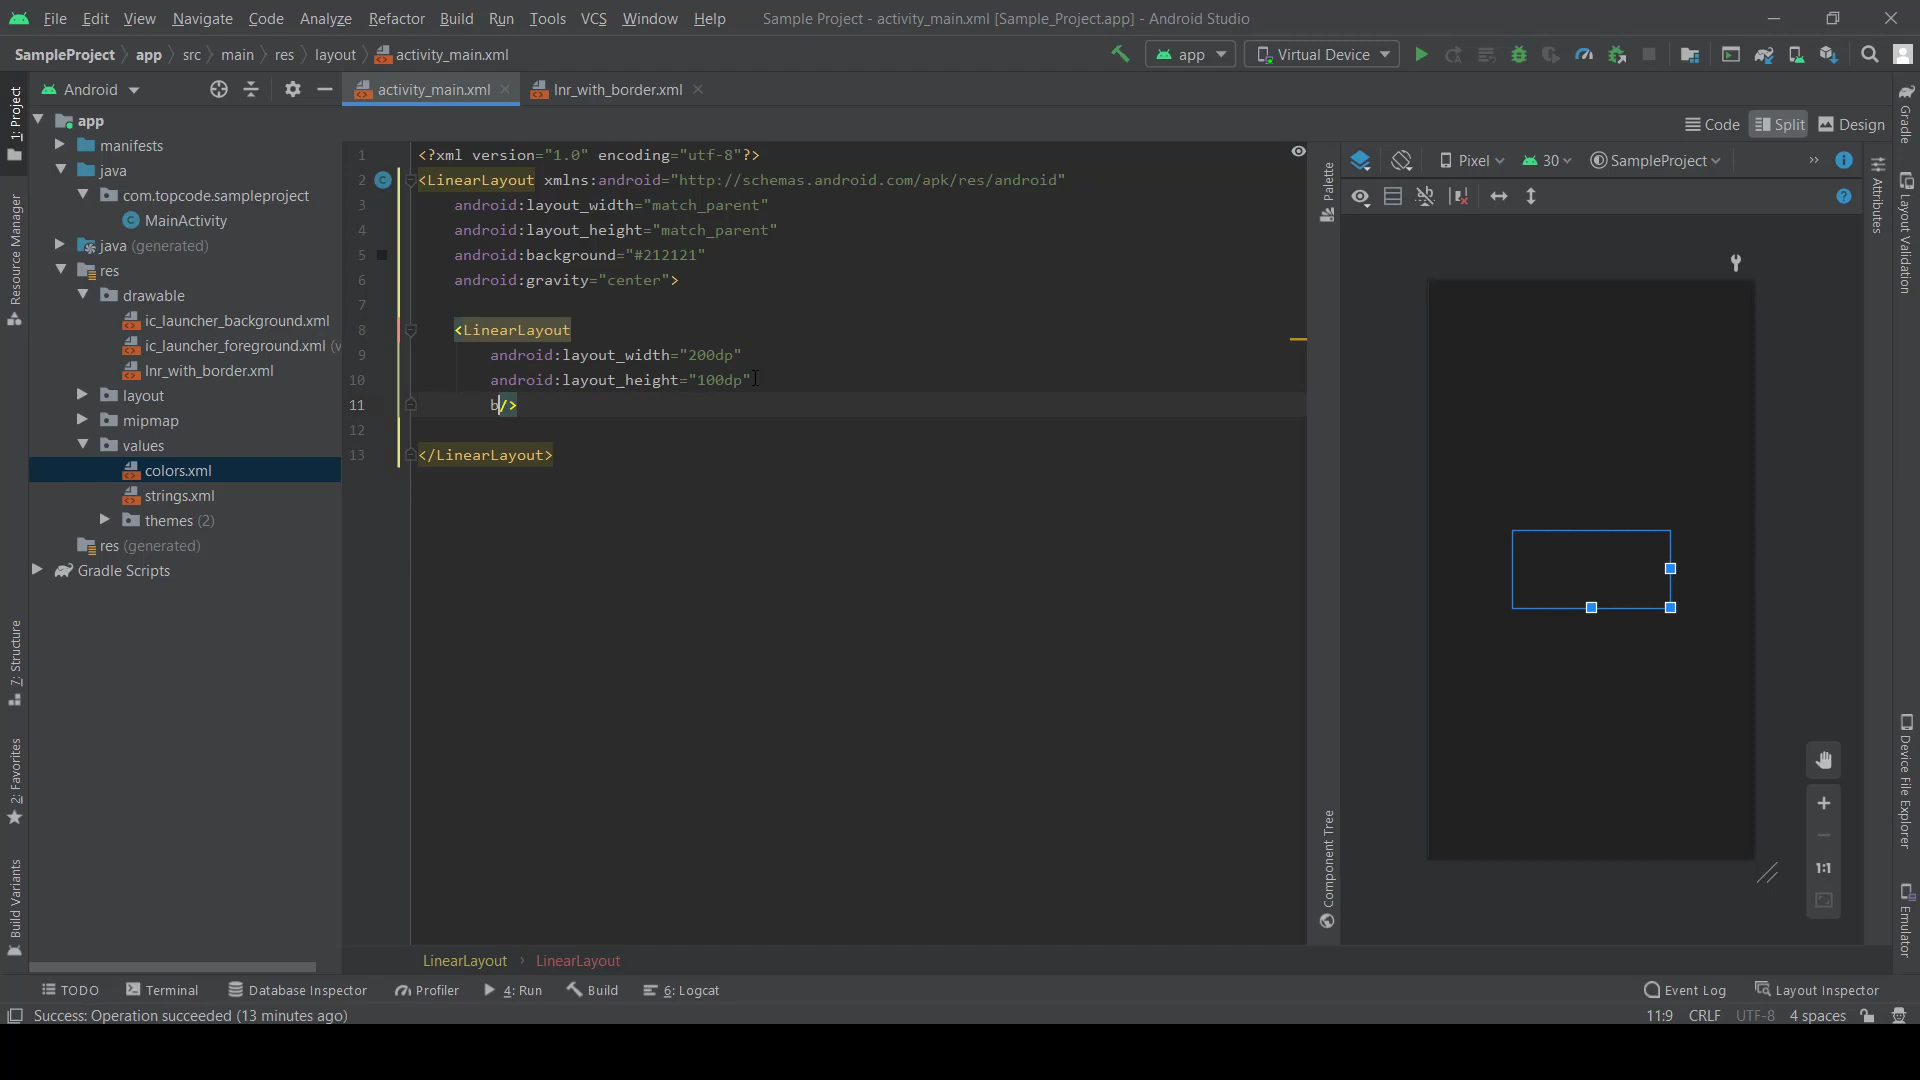 File Edit View Navigate Code Analyze Refactor Build Run Tools VCS Window Help Sample Project - activity_main.xml [Sample_Project.app] - Android Studio
SampleProject app src main res layout activity_main.xml app Virtual Device
Android activity_main.xml lnr_with_border.xml
Code Split Design
Pixel 30 SampleProject
1: Project
Resource Manager
7: Structure
2: Favorites
Build Variants
app
manifests
java
com.topcode.sampleproject
MainActivity
java (generated)
res
drawable
ic_launcher_background.xml
ic_launcher_foreground.xml (v
lnr_with_border.xml
layout
mipmap
values
colors.xml
strings.xml
themes (2)
res (generated)
Gradle Scripts
1 <?xml version="1.0" encoding="utf-8"?>
2 <LinearLayout xmlns:android="http://schemas.android.com/apk/res/android"
3 android:layout_width="match_parent"
4 android:layout_height="match_parent"
5 android:background="#212121"
6 android:gravity="center">
7
8 <LinearLayout
9 android:layout_width="200dp"
10 android:layout_height="100dp"
11 b/>
12
13 </LinearLayout>
Palette
Component Tree
1:1
Attributes
Gradle
Layout Validation
Device File Explorer
Emulator
LinearLayout LinearLayout
TODO Terminal Database Inspector Profiler 4: Run Build 6: Logcat Event Log Layout Inspector
Success: Operation succeeded (13 minutes ago) 11:9 CRLF UTF-8 4 spaces